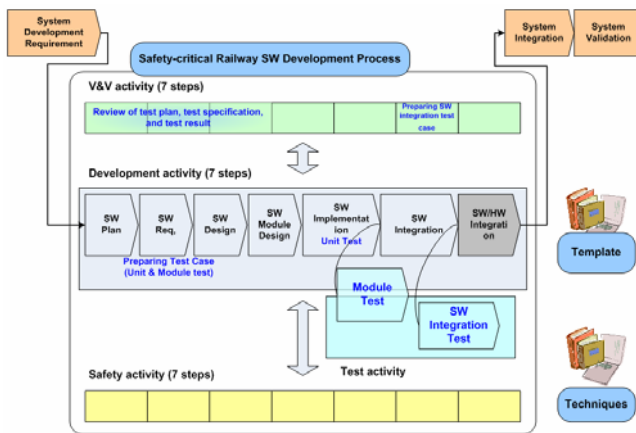 System
Development
Requirement
System
Integration
System
Validation
Safety-critical Railway SW Development Process
V&V activity (7 steps)
Review of test plan, test specification,
and test result
Preparing SW
integration test
case
Development activity (7 steps)
SW
Plan
SW
Req,
SW
Design
SW
Module
Design
SW
Implementat
ion
Unit Test
SW
Integration
SW/HW
Integrati
on
Preparing Test Case
(Unit & Module test)
Template
Module
Test
SW
Integration
Test
Test activity
Safety activity (7 steps)
Techniques